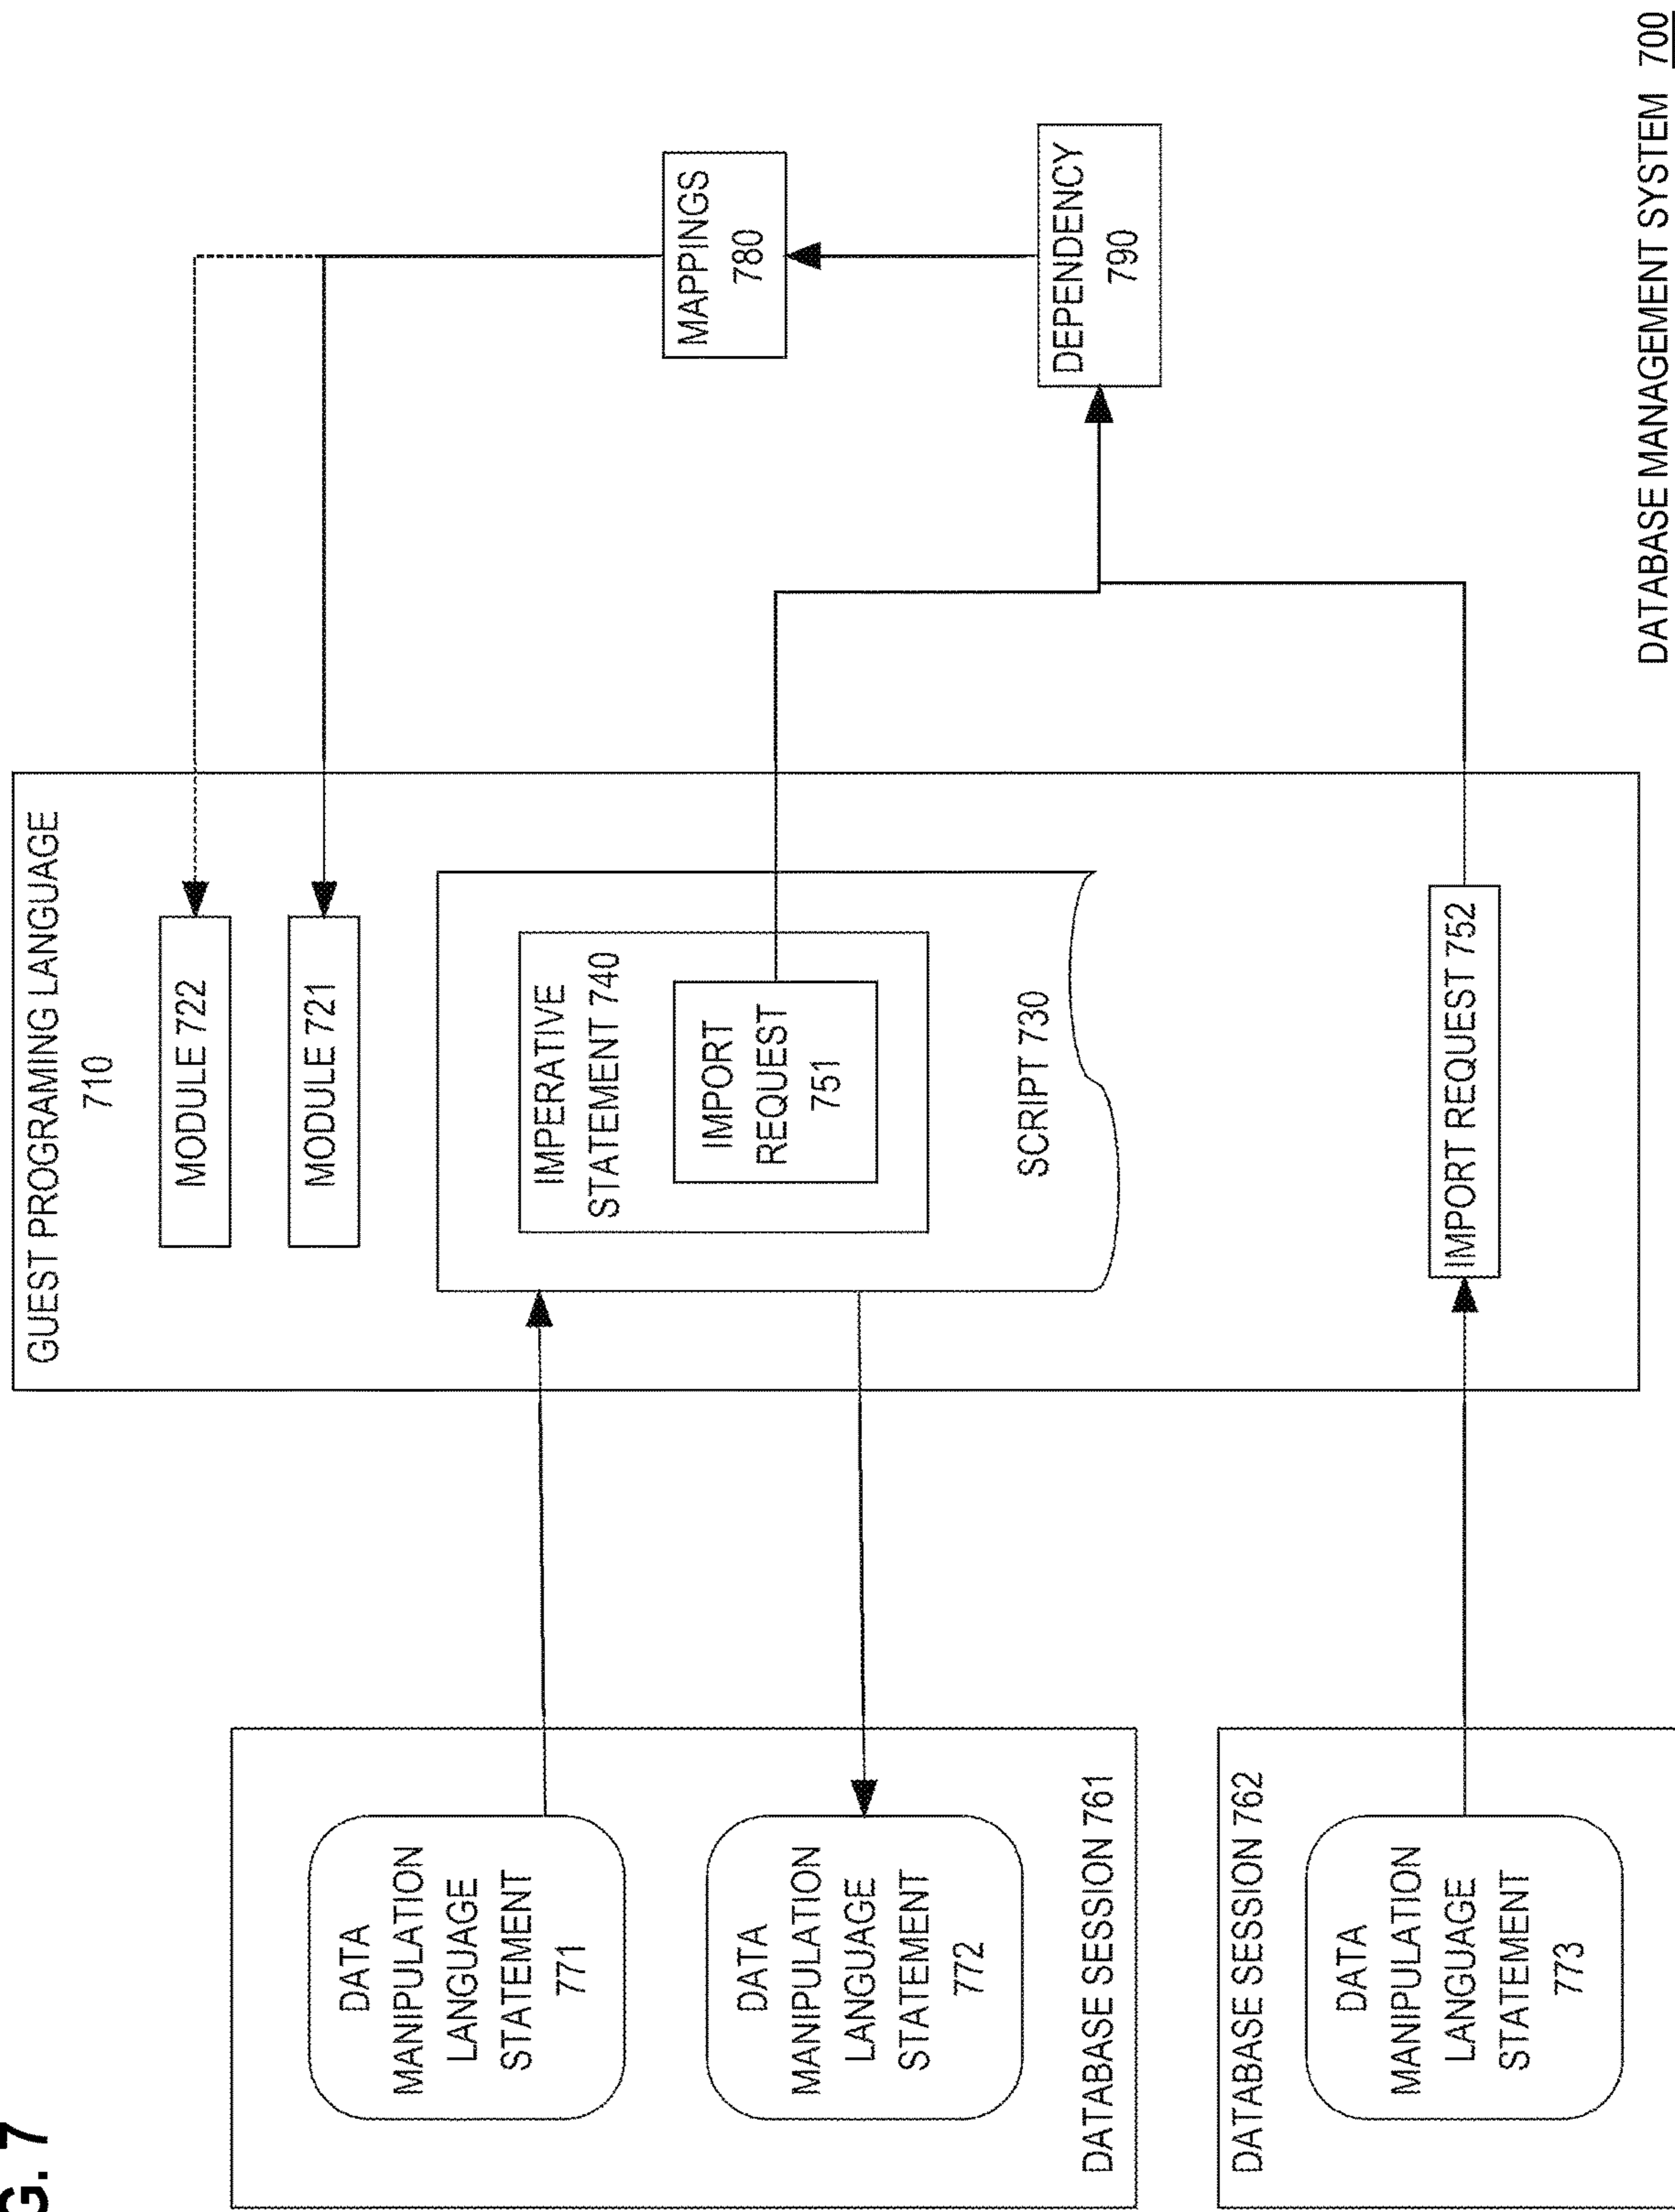 G. 7
DATA
MANIPULATION
LANGUAGE
STATEMENT
771
DATA
MANIPULATION
LANGUAGE
STATEMENT
772
DATABASE SESSION 761
DATABASE SESSION 762
DATA
MANIPULATION
LANGUAGE
STATEMENT
773
GUEST PROGRAMING LANGUAGE
710
MODULE 722
MODULE 721
IMPERATIVE
STATEMENT 740
IMPORT
REQUEST
751
SCRIPT 730
IMPORT REQUEST 752
MAPPINGS
780
DEPENDENCY
790
DATABASE MANAGEMENT SYSTEM 700